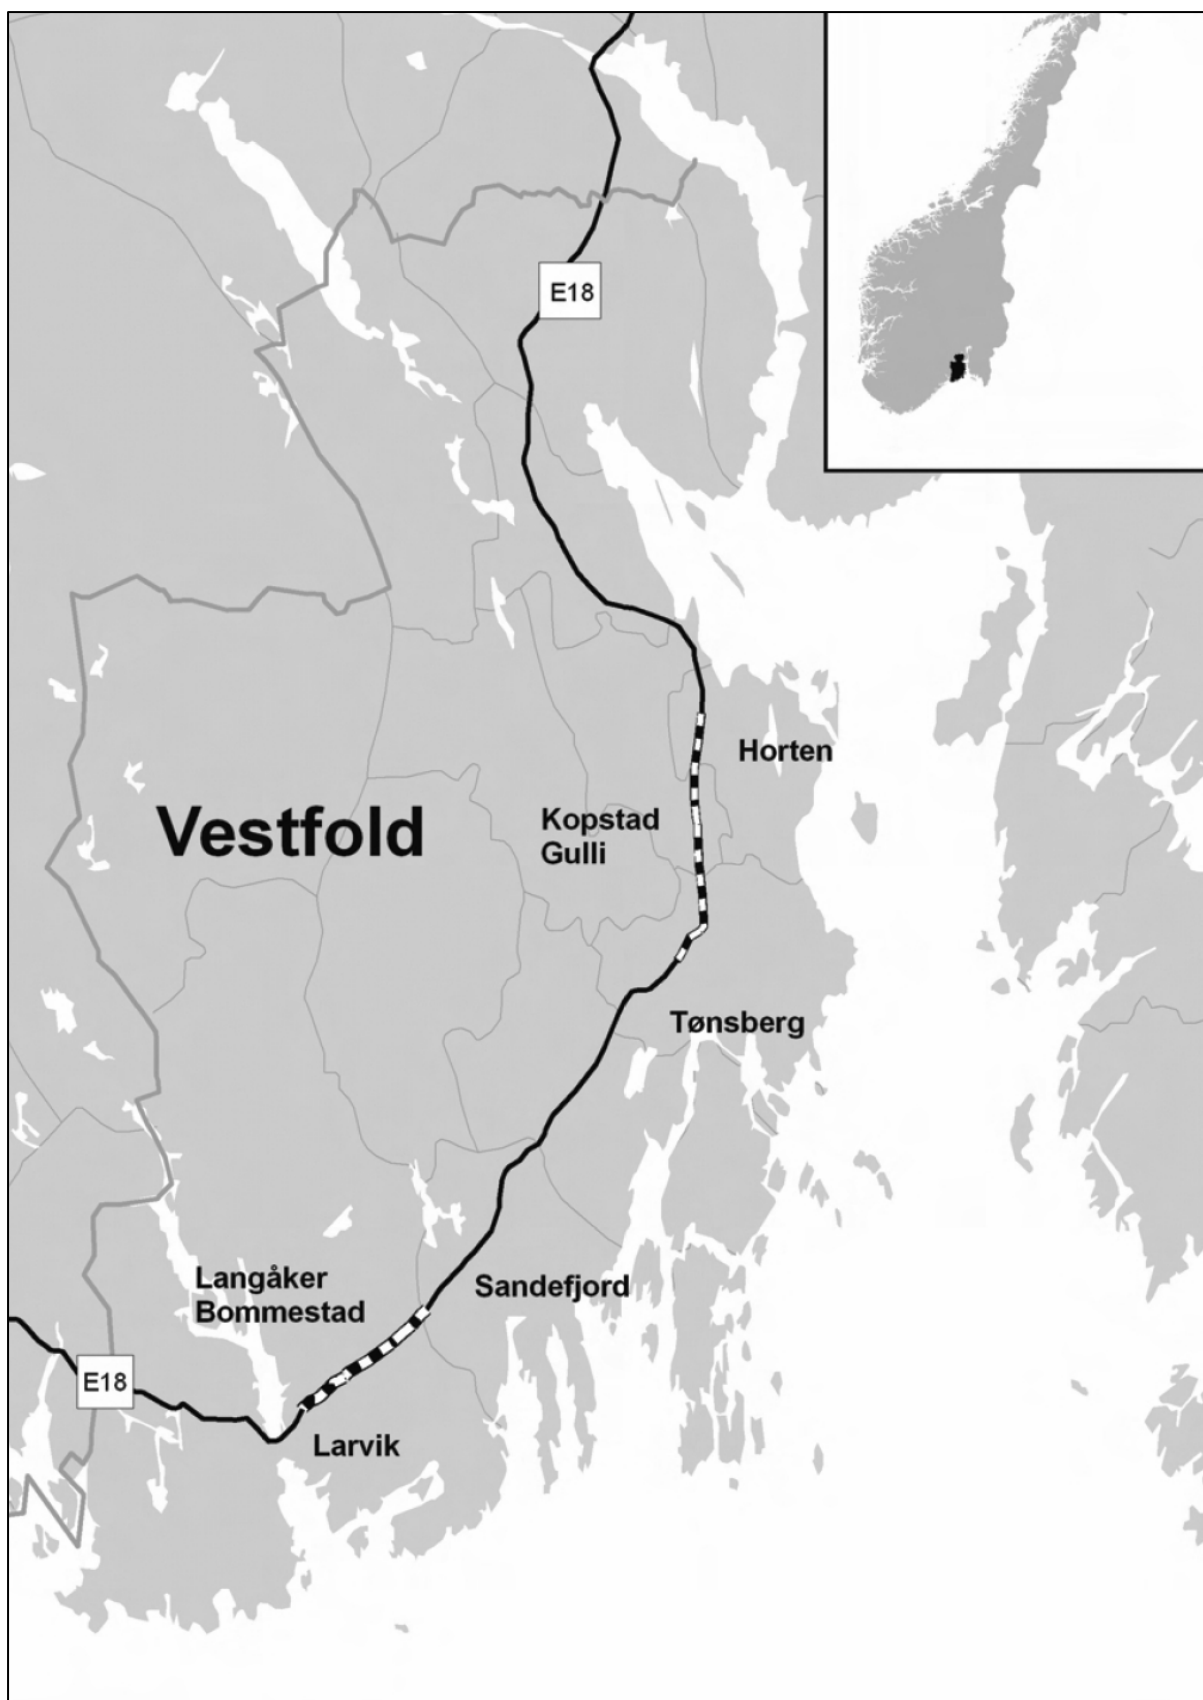 E18
Horten
Kopstad
Gulli
Vestfold
Tønsberg
Langåker
Bommestad
Sandefjord
E18
Larvik